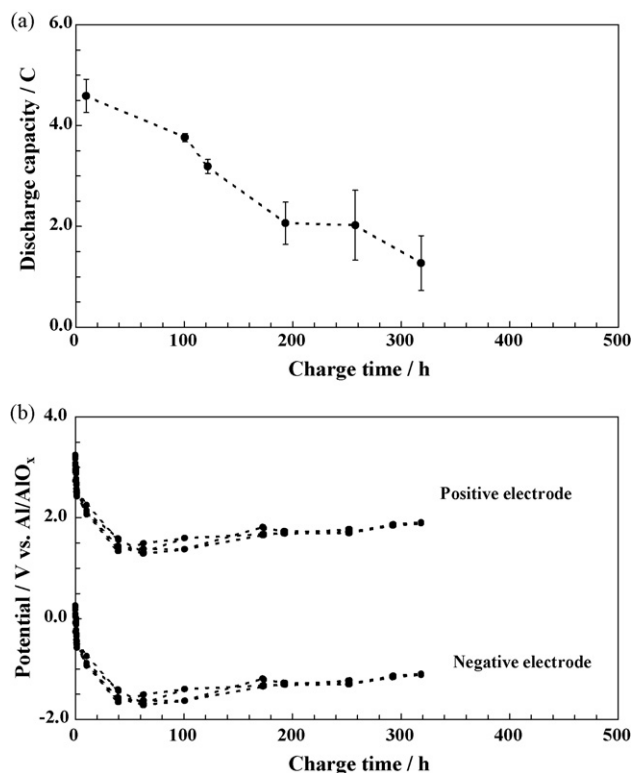 (a)
6.0
4.0
2.0
0.0
Discharge capacity / C
0 100 200 300 400 500
Charge time / h
(b)
4.0
2.0
0.0
-2.0
Potential / V vs. Al/AlOₓ
Positive electrode
Negative electrode
0 100 200 300 400 500
Charge time / h